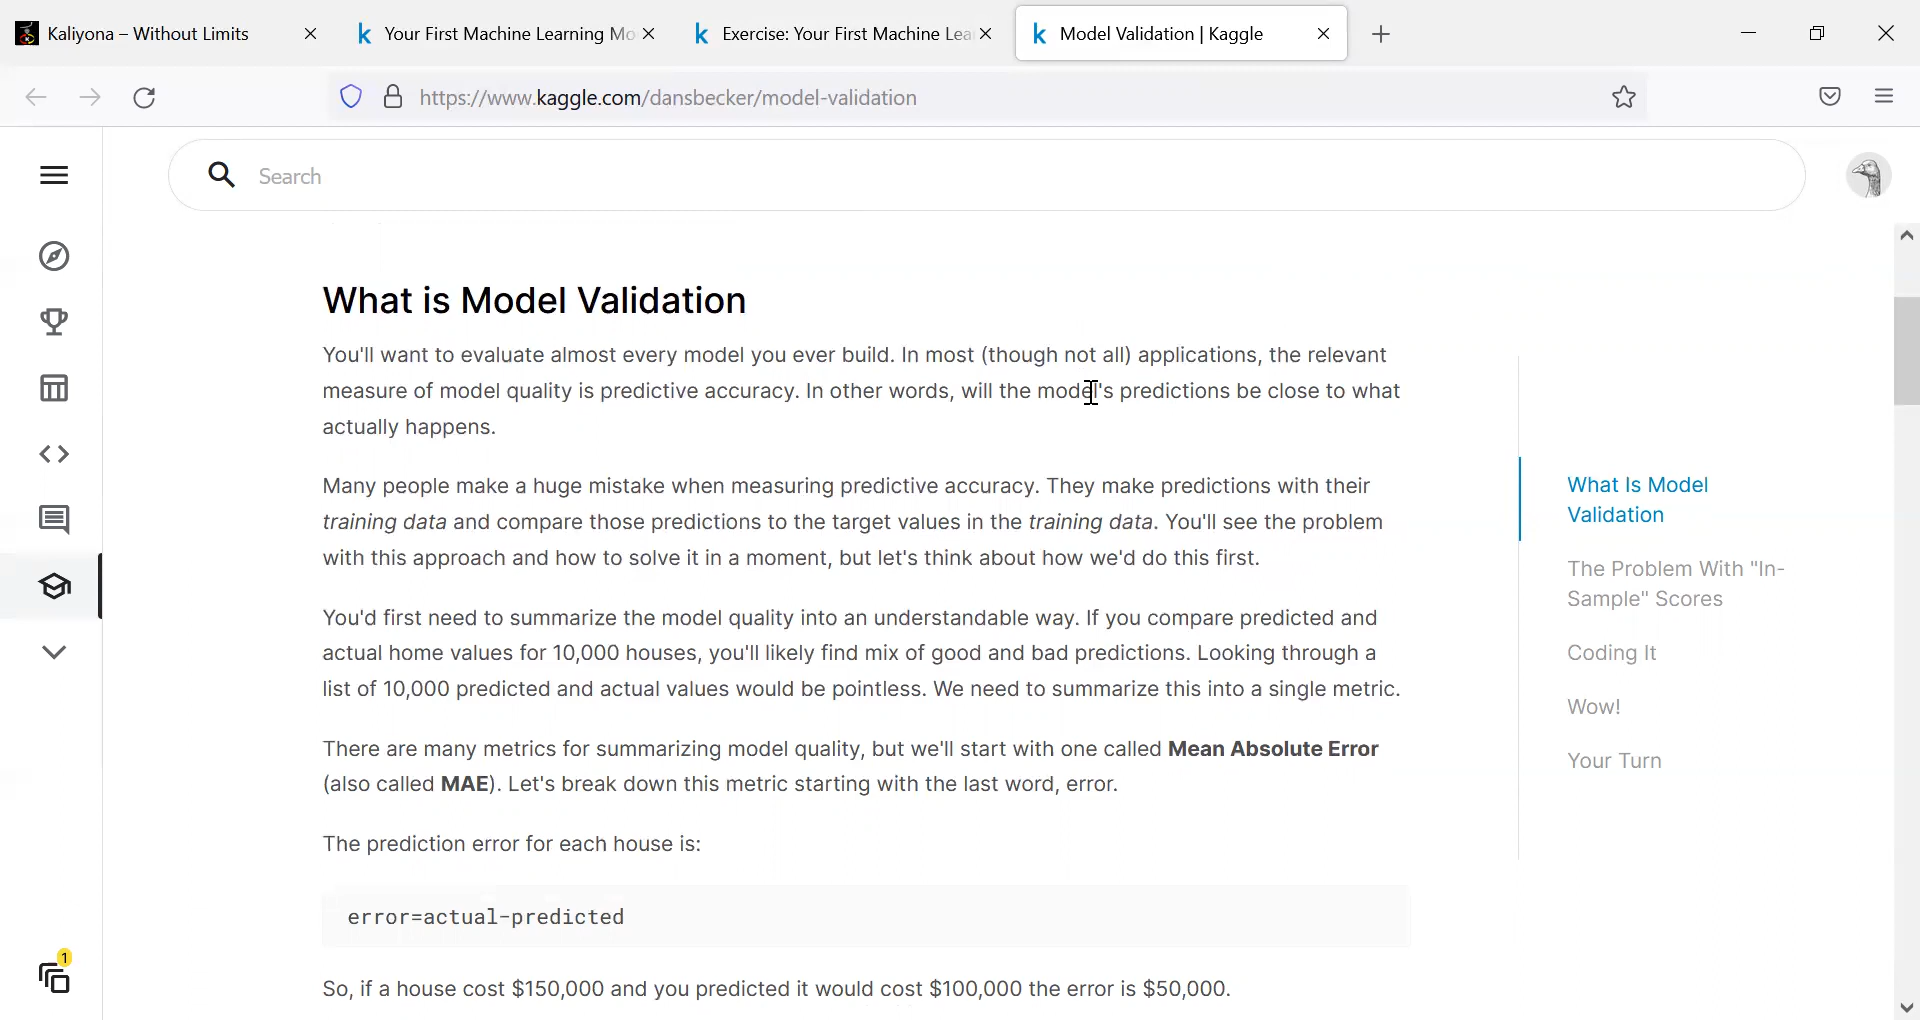 Kaliyona – Without Limits
Your First Machine Learning Mo
Exercise: Your First Machine Lea
Model Validation | Kaggle
https://www.kaggle.com/dansbecker/model-validation
Search
What is Model Validation
You'll want to evaluate almost every model you ever build. In most (though not all) applications, the relevant
measure of model quality is predictive accuracy. In other words, will the model's predictions be close to what
actually happens.
Many people make a huge mistake when measuring predictive accuracy. They make predictions with their
training data and compare those predictions to the target values in the training data. You'll see the problem
with this approach and how to solve it in a moment, but let's think about how we'd do this first.
You'd first need to summarize the model quality into an understandable way. If you compare predicted and
actual home values for 10,000 houses, you'll likely find mix of good and bad predictions. Looking through a
list of 10,000 predicted and actual values would be pointless. We need to summarize this into a single metric.
There are many metrics for summarizing model quality, but we'll start with one called Mean Absolute Error
(also called MAE). Let's break down this metric starting with the last word, error.
The prediction error for each house is:
error=actual−predicted
So, if a house cost $150,000 and you predicted it would cost $100,000 the error is $50,000.
What Is Model
Validation
The Problem With "In-
Sample" Scores
Coding It
Wow!
Your Turn
1